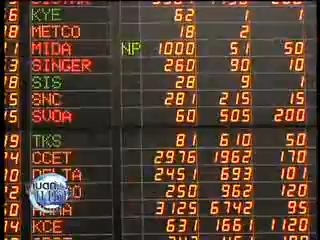 KYE 62 1 1
METCO 18 2
MIDA NP 1000 51 50
SINGER 260 10 10
SIS 28 9 1
SNC 281 215 15
SVOA 60 505 200
TKS 81 610 50
CCET 2976 1962 170
2451 693 101
250 962 120
3125 6742 95
KCE 631 1661 1120